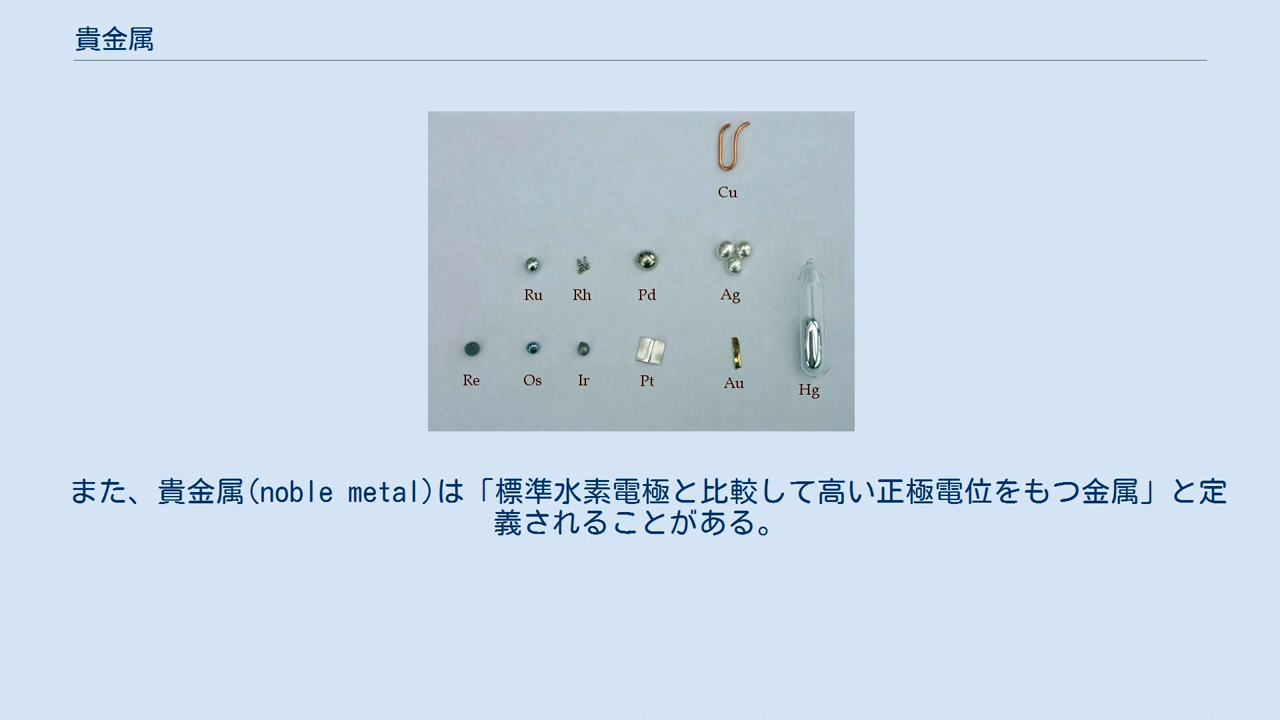 貴金属
Cu
Ru Rh Pd Ag
Re Os Ir Pt Au Hg
また、貴金属(noble metal)は「標準水素電極と比較して高い正極電位をもつ金属」と定
義されることがある。